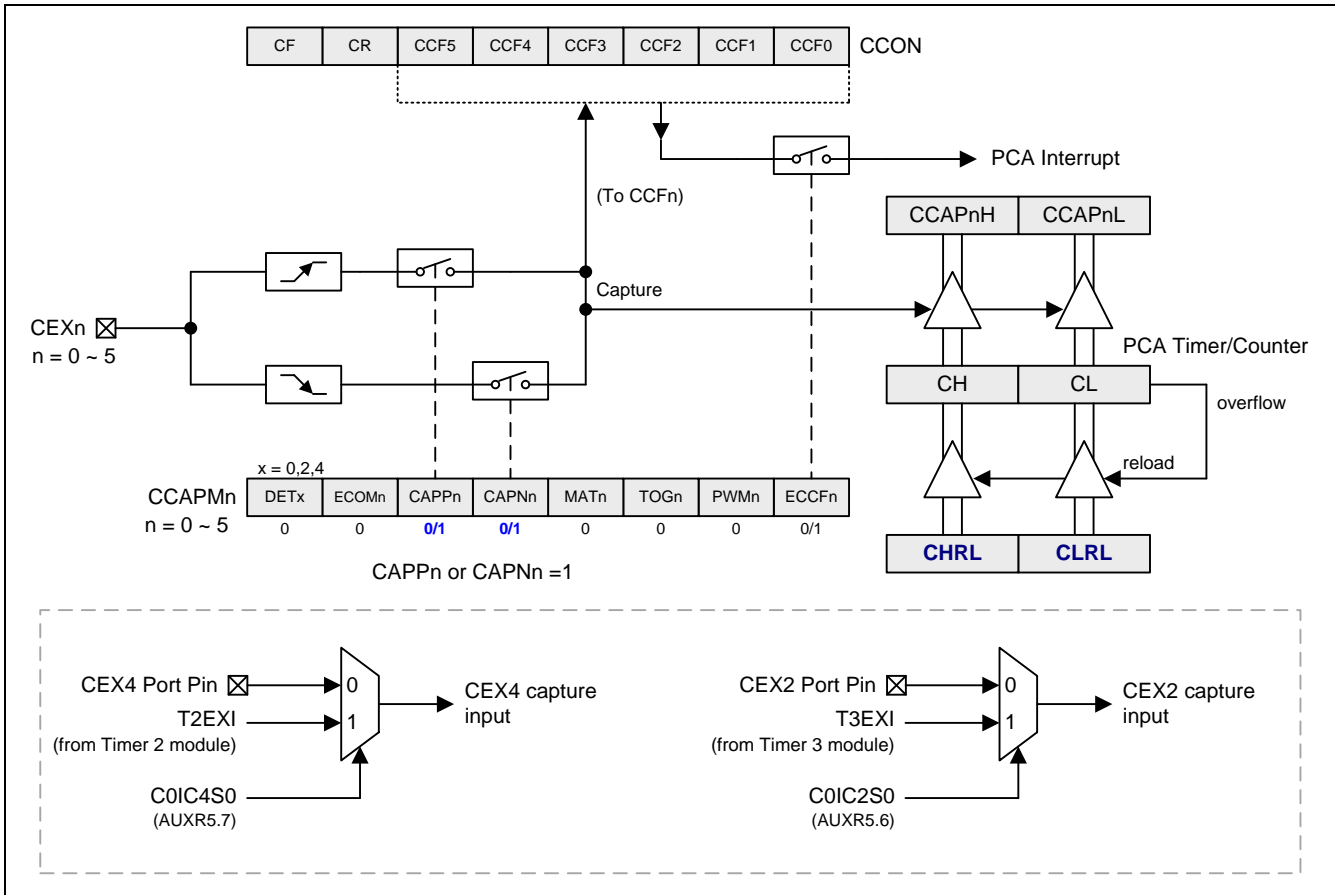 CF CR CCF5 CCF4 CCF3 CCF2 CCF1 CCF0 CCON
PCA Interrupt
(To CCFn)
CCAPnH CCAPnL
Capture
CEXn
n = 0 ~ 5
PCA Timer/Counter
CH CL
overflow
reload
x = 0,2,4
CCAPMn DETx ECOMn CAPPn CAPNn MATn TOGn PWMn ECCFn
n = 0 ~ 5 0 0 0/1 0/1 0 0 0 0/1
CHRL CLRL
CAPPn or CAPNn =1
CEX4 Port Pin 0
T2EXI 1
(from Timer 2 module)
CEX4 capture
input
C0IC4S0
(AUXR5.7)
CEX2 Port Pin 0
T3EXI 1
(from Timer 3 module)
CEX2 capture
input
C0IC2S0
(AUXR5.6)